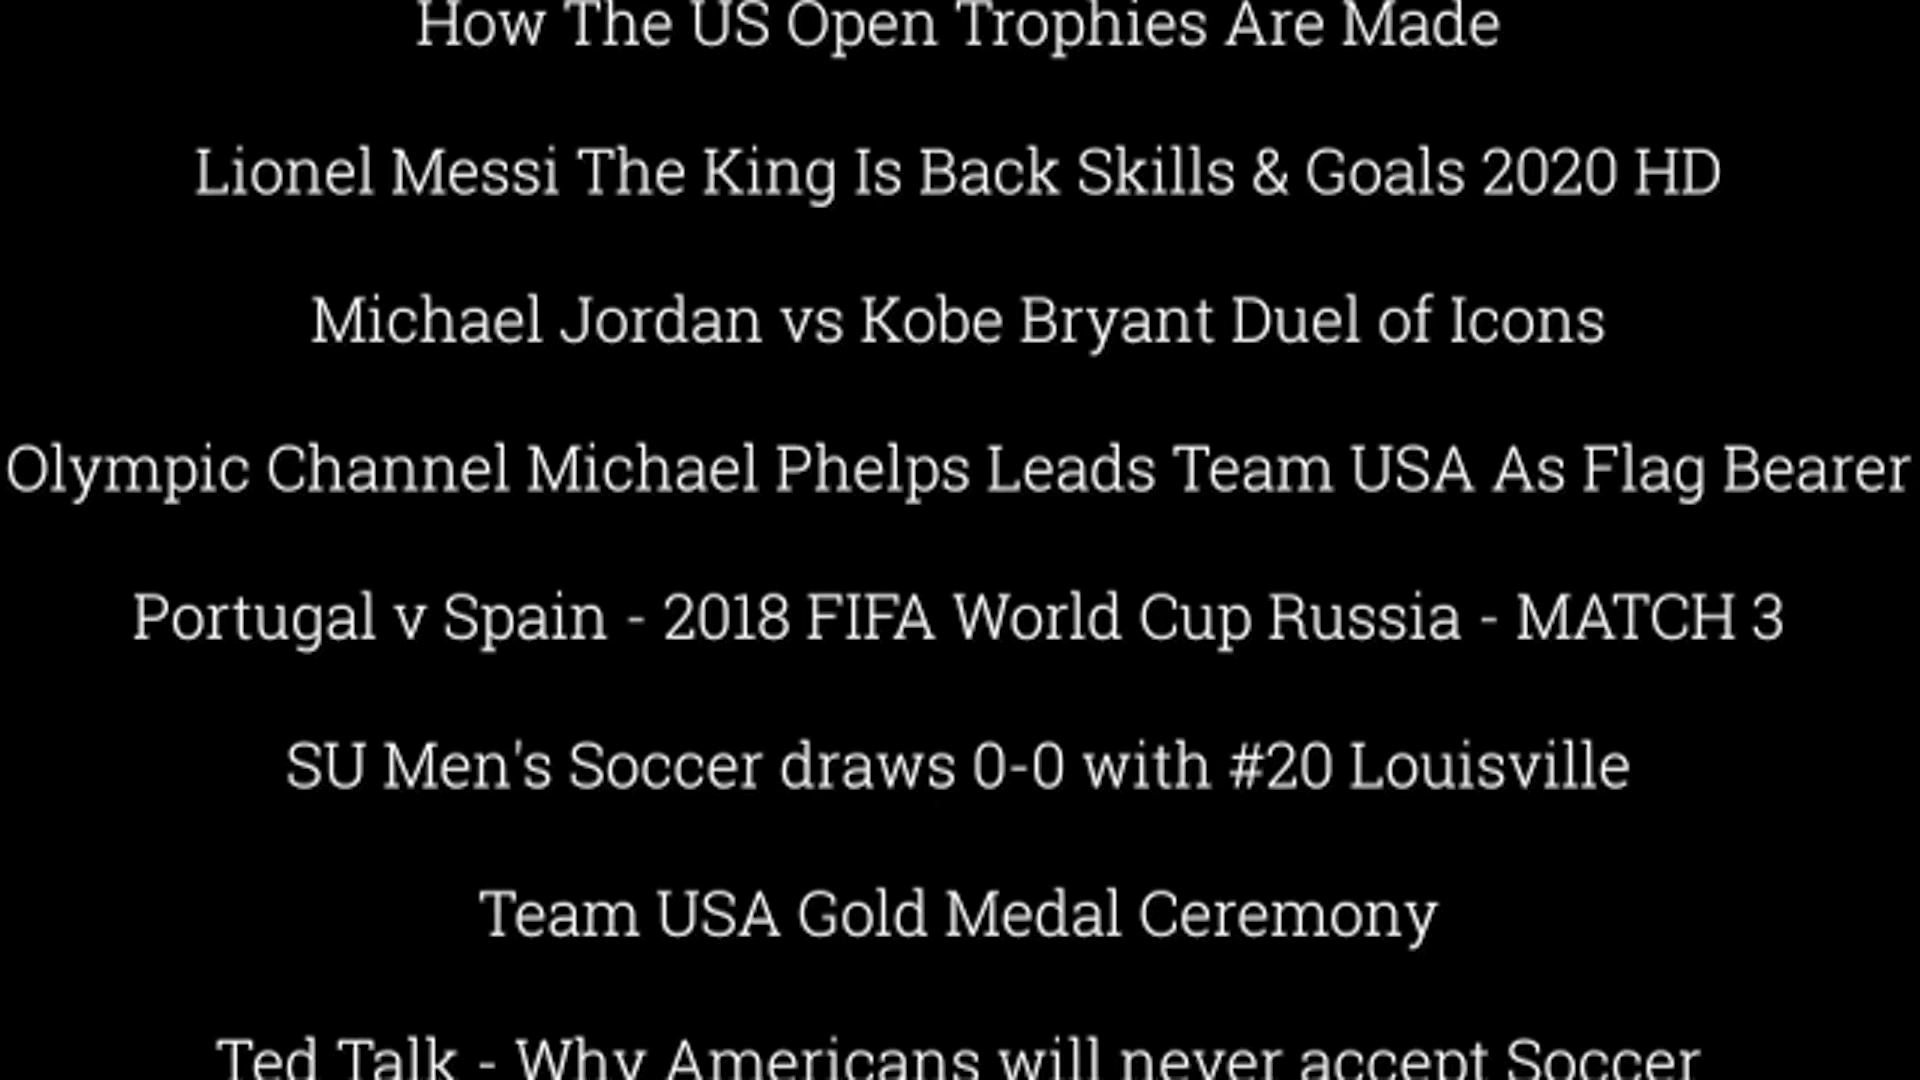 How The US Open Trophies Are Made
Lionel Messi The King Is Back Skills & Goals 2020 HD
Michael Jordan vs Kobe Bryant Duel of Icons
Olympic Channel Michael Phelps Leads Team USA As Flag Bearer
Portugal v Spain - 2018 FIFA World Cup Russia - MATCH 3
SU Men's Soccer draws 0-0 with #20 Louisville
Team USA Gold Medal Ceremony
Ted Talk - Why Americans will never accept Soccer